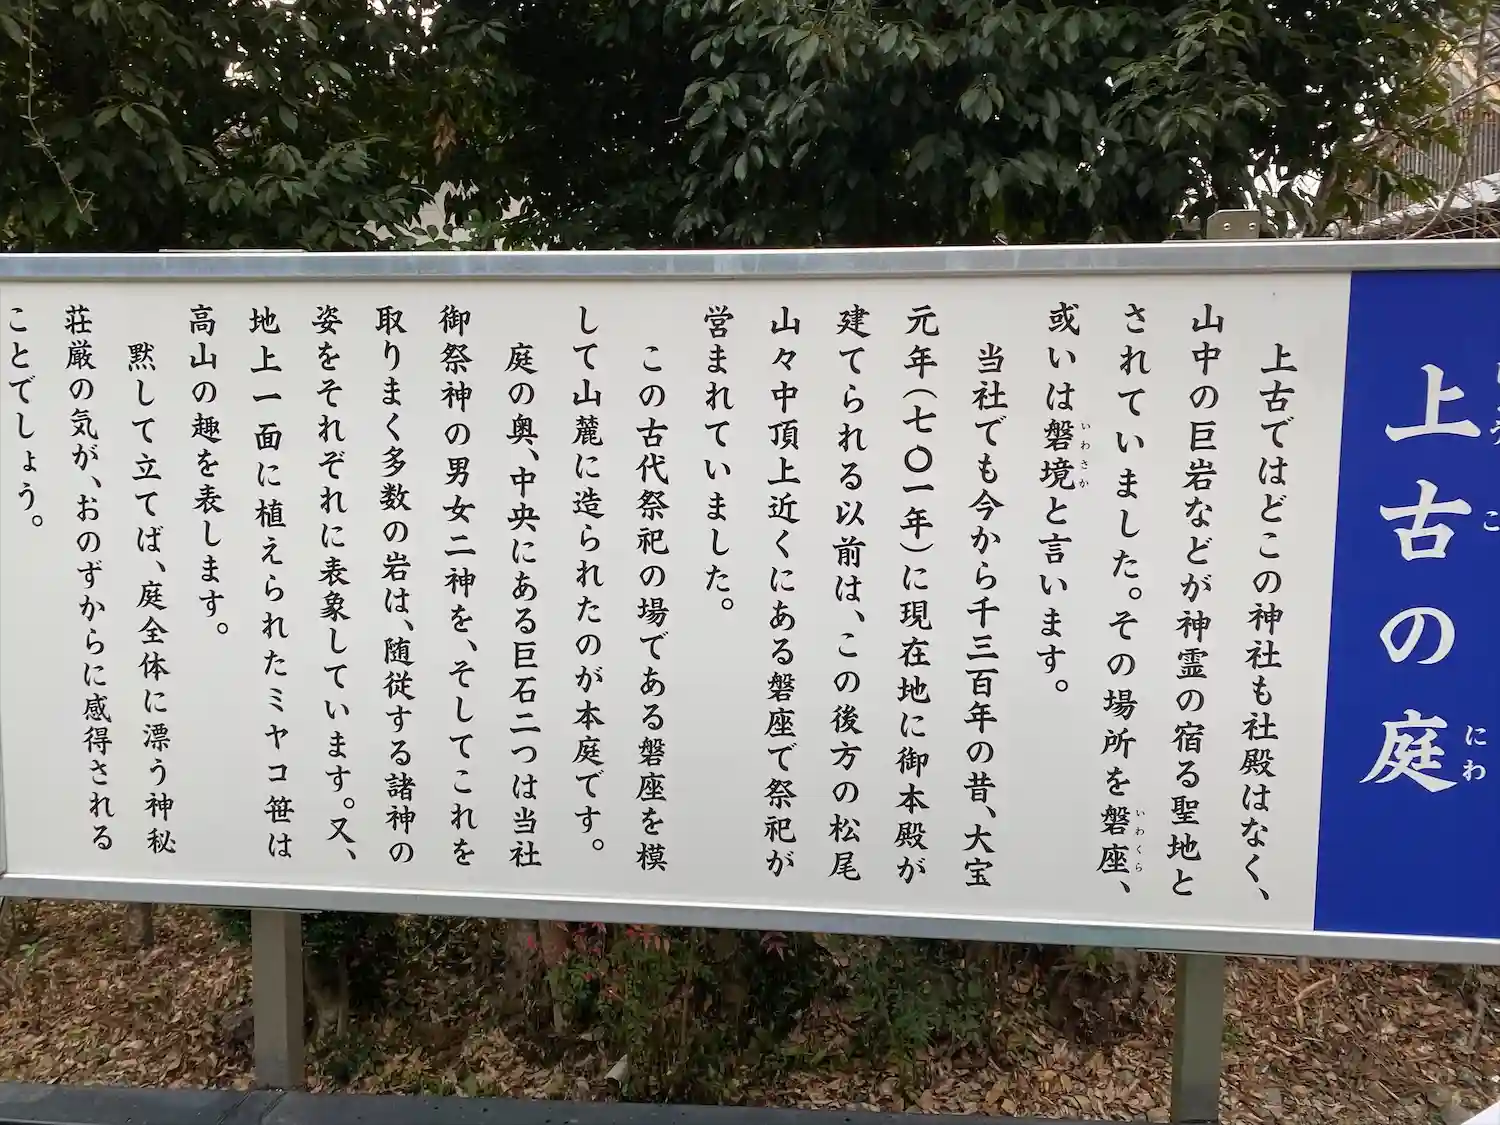 上古の庭
上古ではどこの神社も社殿はなく、
山中の巨岩などが神霊の宿る聖地と
されていました。その場所を磐座、
或いは磐境と言います。
当社でも今から千三百年の昔、大宝
元年(七〇一年)に現在地に御本殿が
建てられる以前は、この後方の松尾
山々中頂上近くにある磐座で祭祀が
営まれていました。
この古代祭祀の場である磐座を模
して山麓に造られたのが本庭です。
庭の奥、中央にある巨石二つは当社
御祭神の男女二神を、そしてこれを
取りまく多数の岩は、随従する諸神の
姿をそれぞれに表象しています。又、
地上一面に植えられたミヤコ笹は
高山の趣を表します。
黙して立てば、庭全体に漂う神秘
荘厳の気が、おのずからに感得される
ことでしょう。